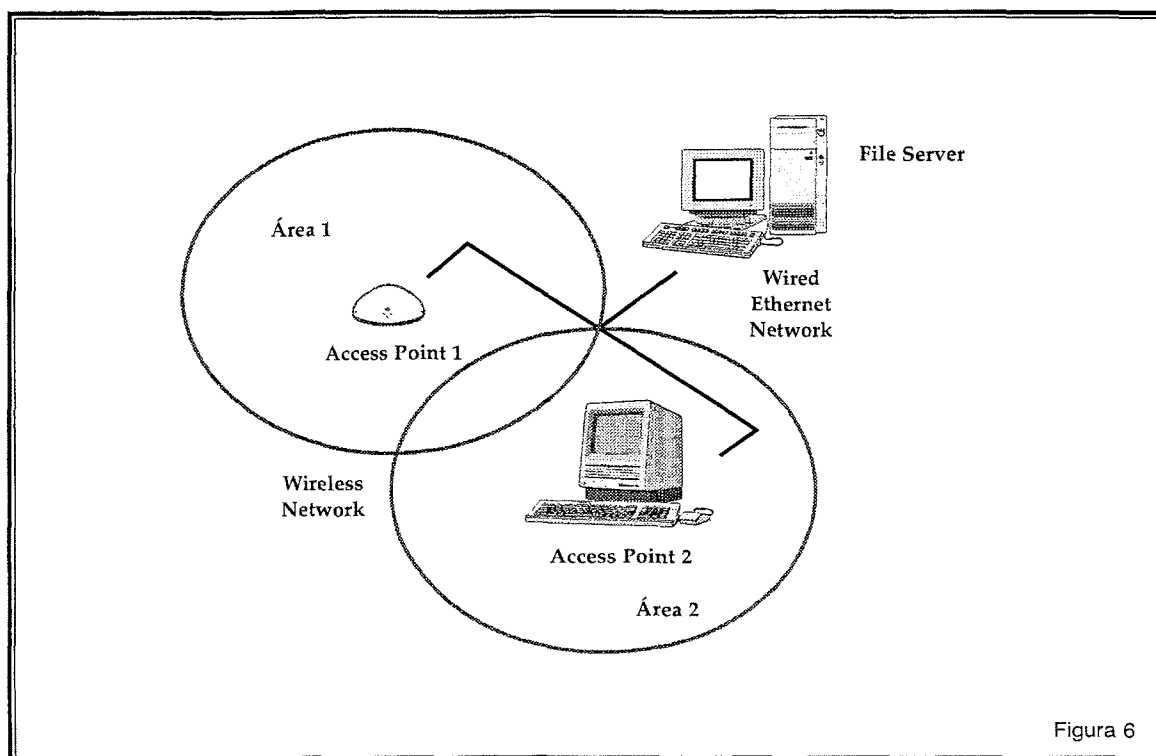 File Server
Área 1
Wired
Ethernet
Network
Access Point 1
Wireless
Network
Access Point 2
Área 2
Figura 6